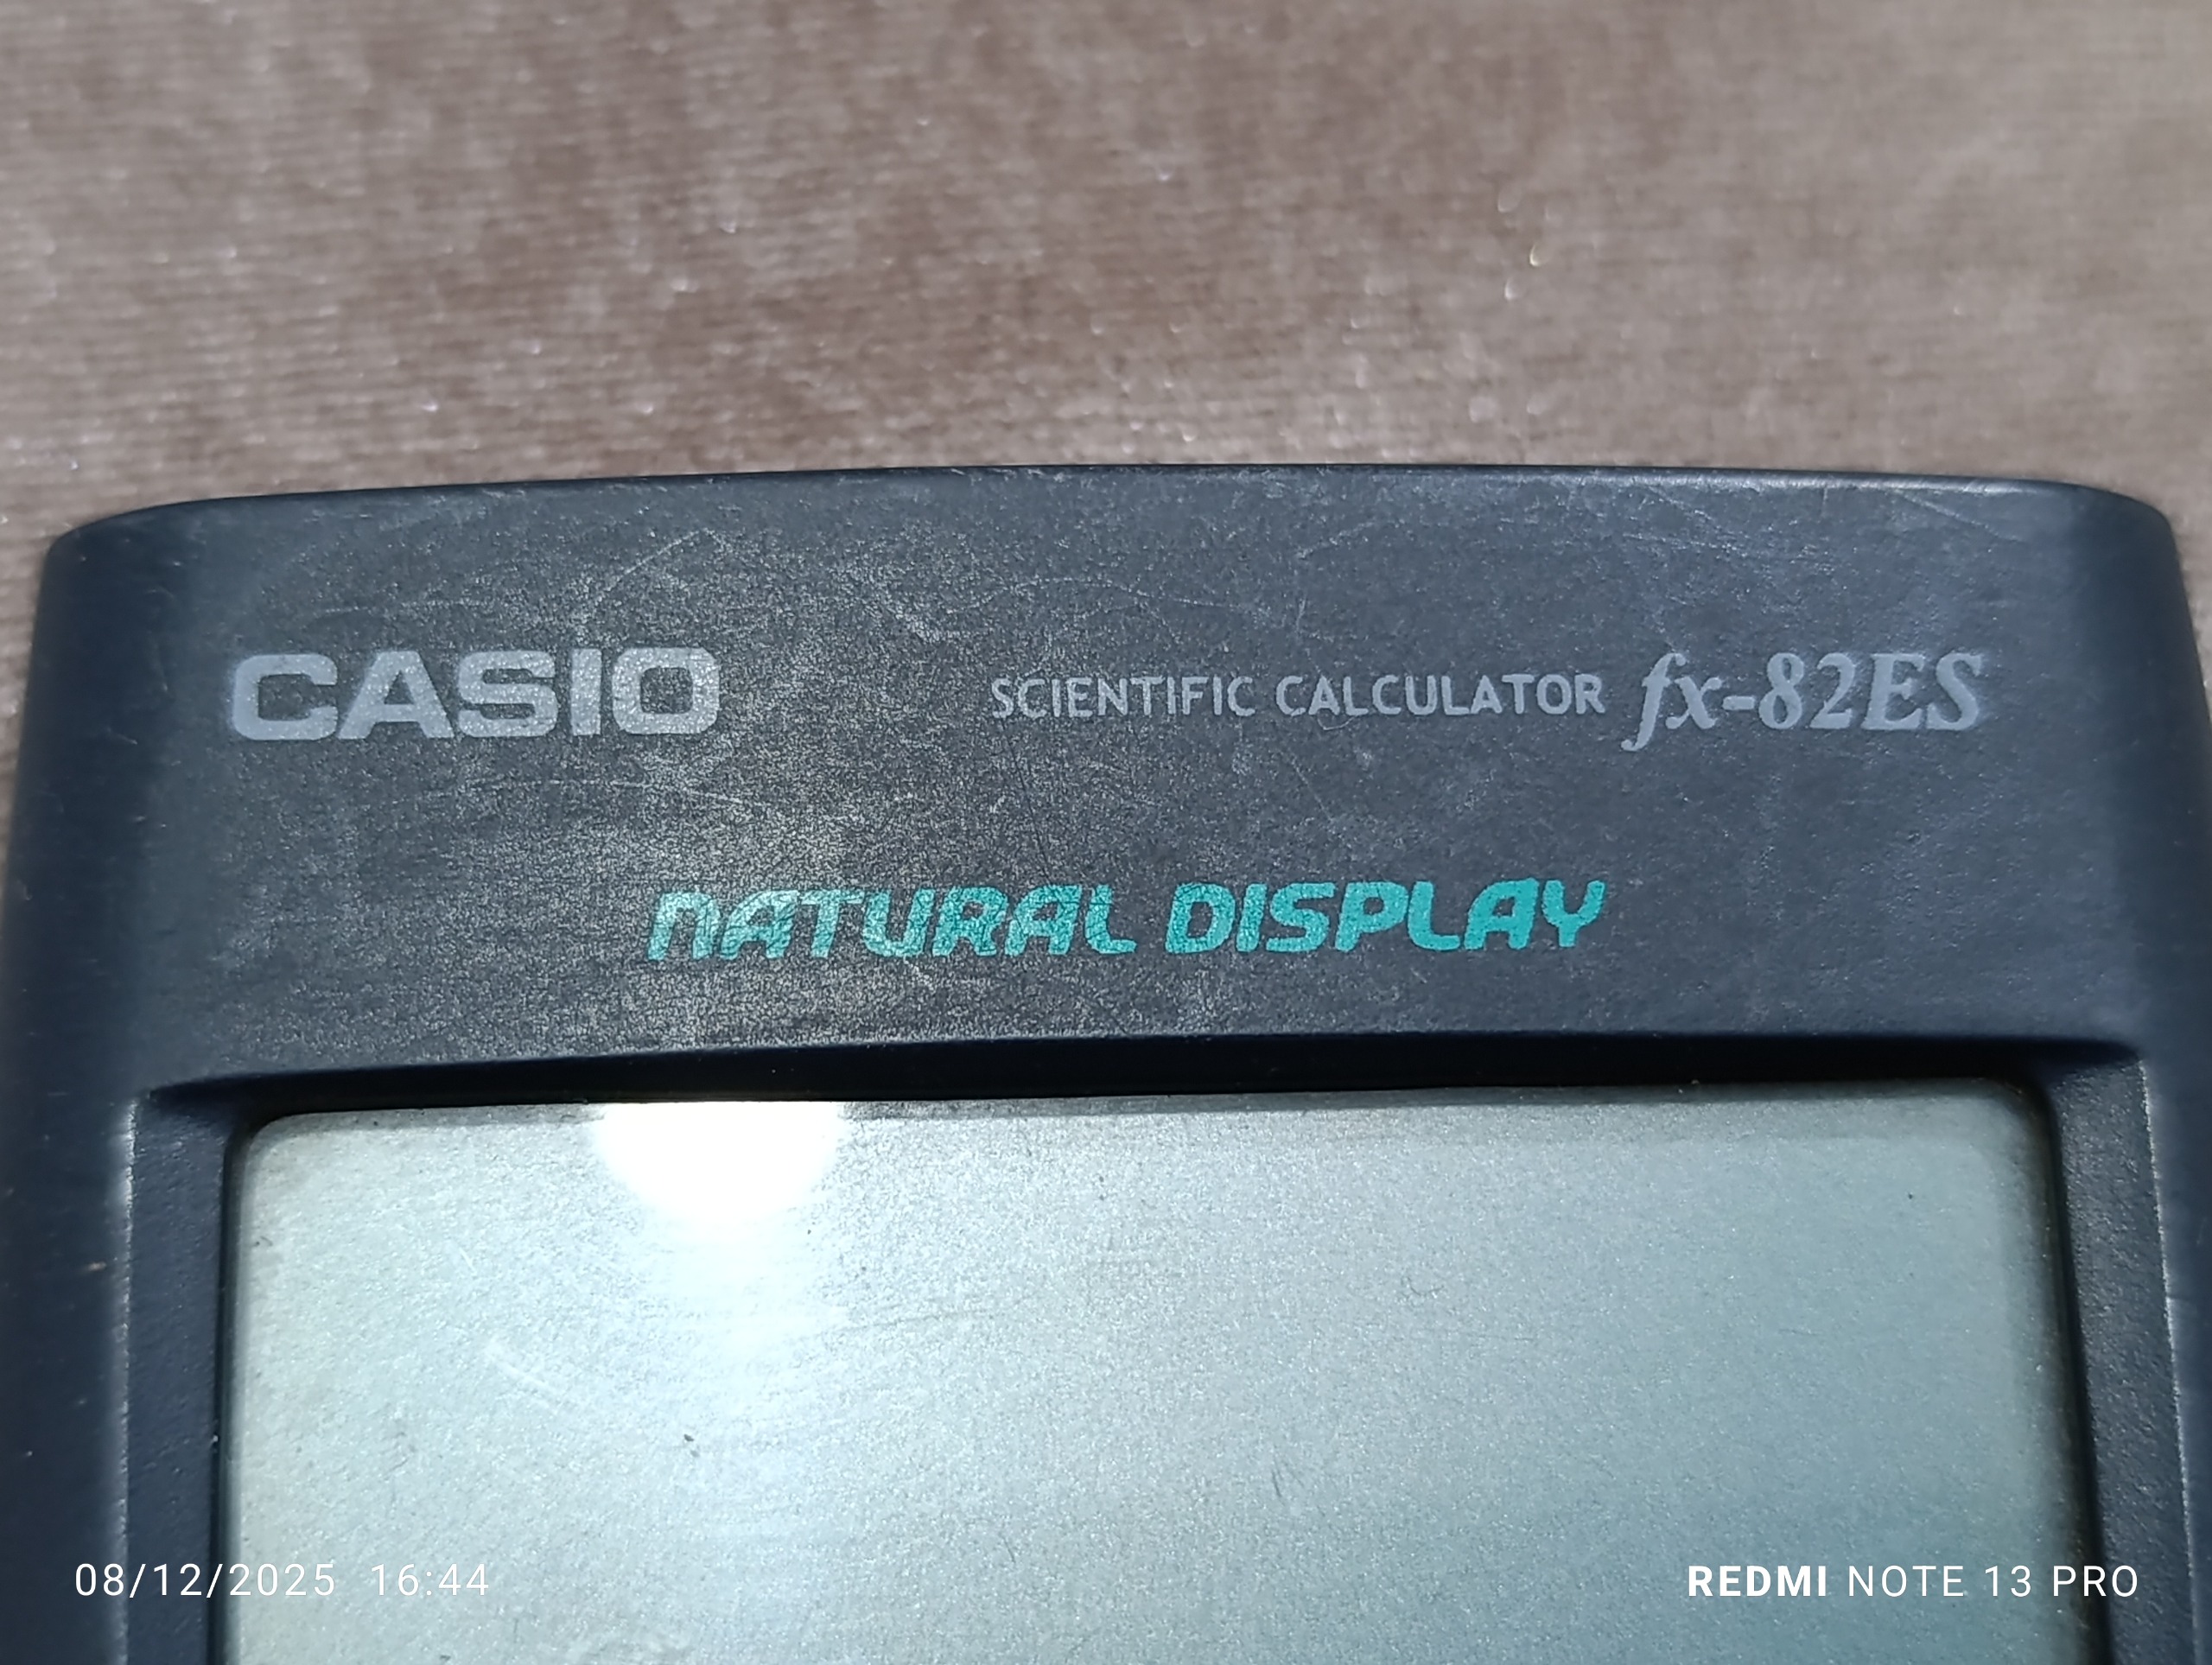 CASIO SCIENTIFIC CALCULATOR fx-82ES
NATURAL DISPLAY
08/12/2025 16:44 REDMI NOTE 13 PRO